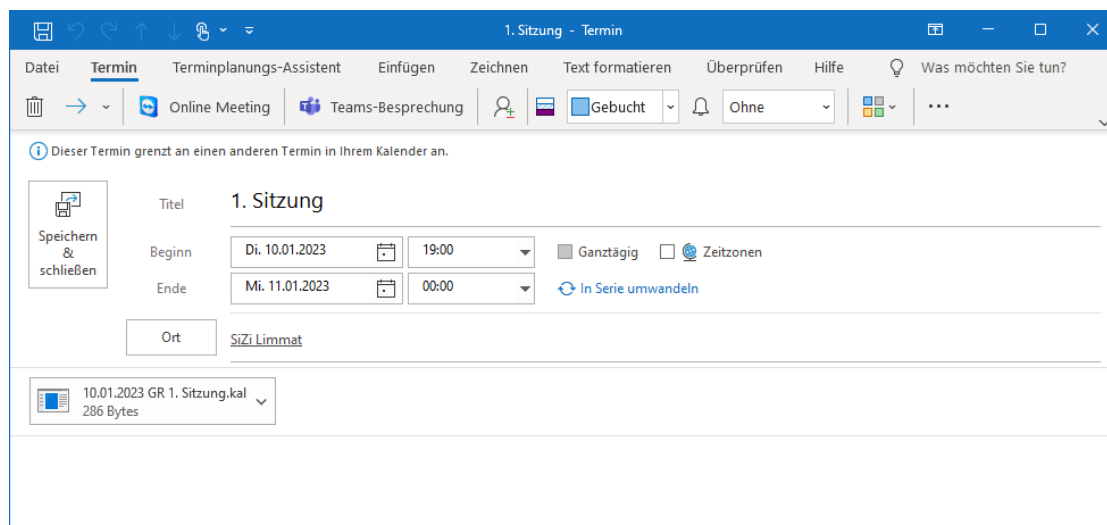 1. Sitzung - Termin
Datei Termin Terminplanungs-Assistent Einfügen Zeichnen Text formatieren Überprüfen Hilfe Was möchten Sie tun?
Online Meeting Teams-Besprechung Gebucht Ohne ...
Dieser Termin grenzt an einen anderen Termin in Ihrem Kalender an.
Speichern
&
schließen
Titel 1. Sitzung
Beginn Di. 10.01.2023 19:00 Ganztägig Zeitzonen
Ende Mi. 11.01.2023 00:00 In Serie umwandeln
Ort SiZi Limmat
10.01.2023 GR 1. Sitzung.kal
286 Bytes